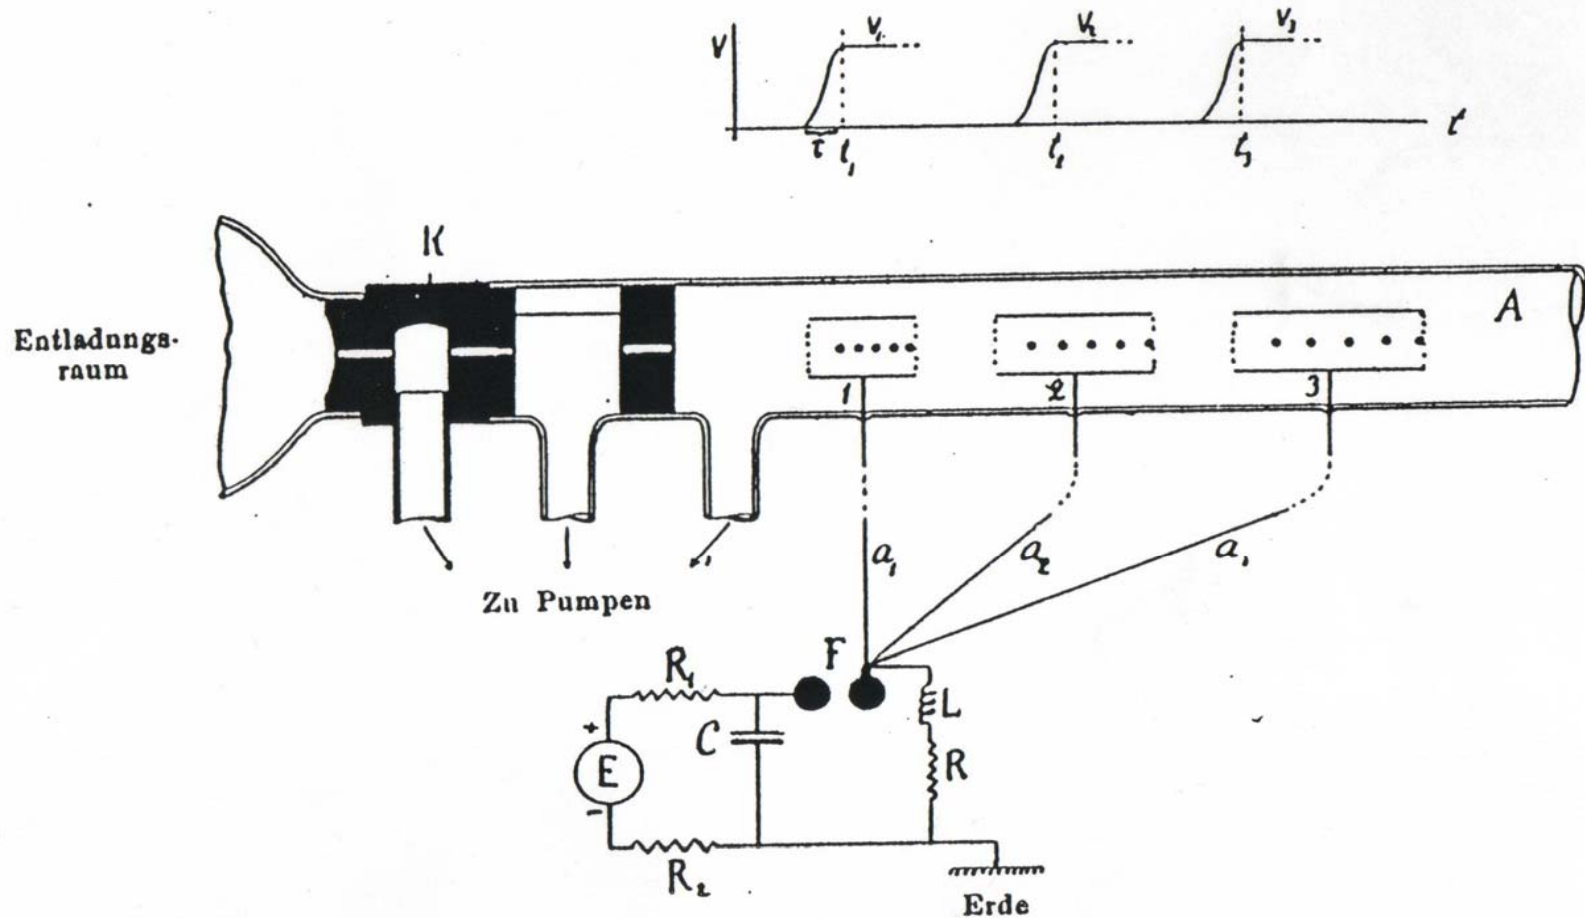 V V₁ V₂ V₃
τ t₁ t₂ t₃ t
K
A
Entladungs-
raum
1 2 3
a₁ a₂ a₃
Zu Pumpen
F
R₁
L
C
+
E
R
-
R₂
Erde